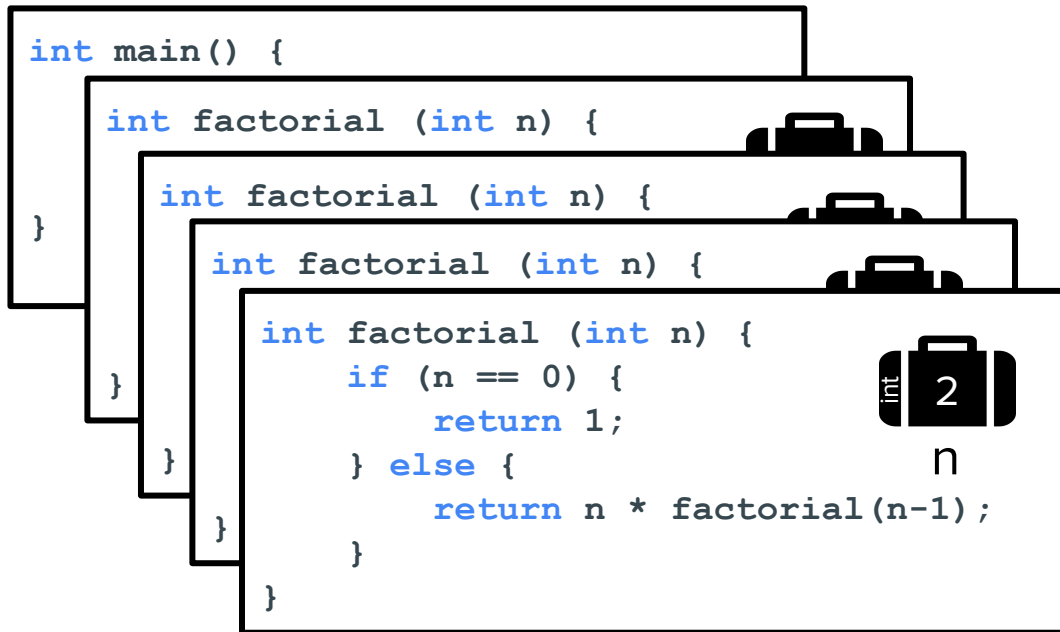 int main() {
}
int factorial (int n) {
}
int factorial (int n) {
}
int factorial (int n) {
}
int factorial (int n) {
if (n == 0) {
return 1;
} else {
return n * factorial(n-1);
}
}
int
2
n